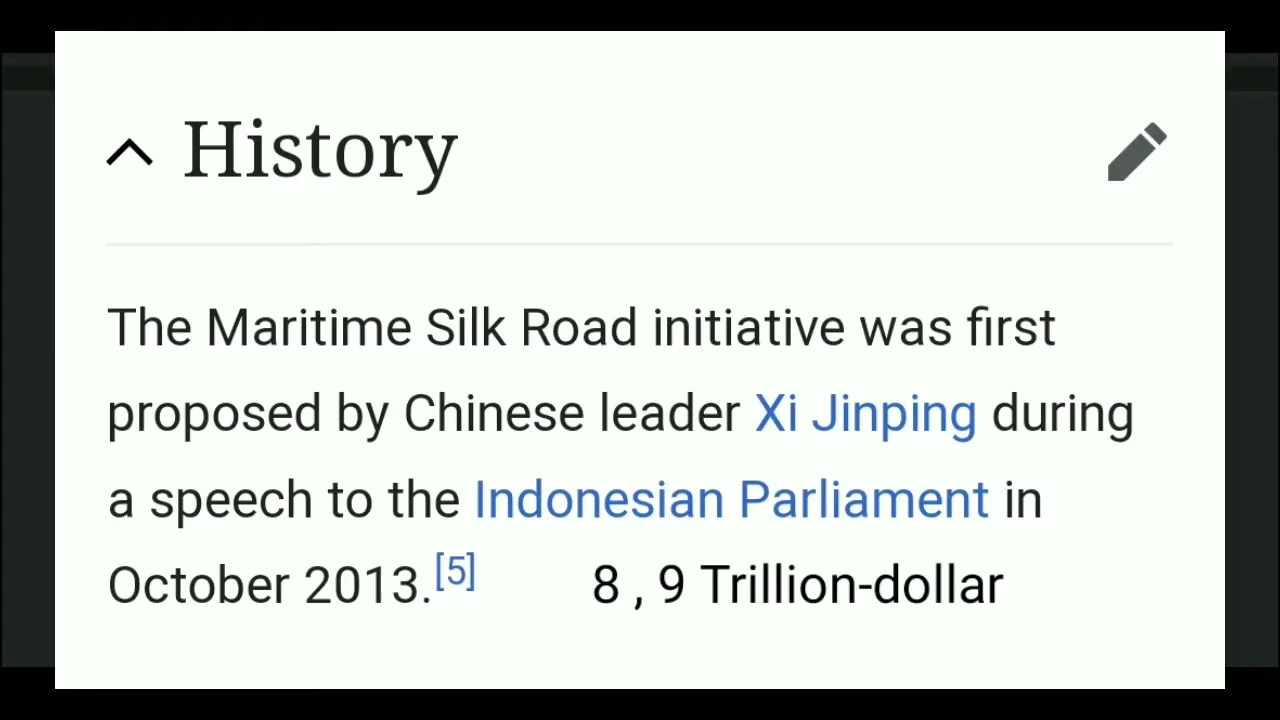 History
The Maritime Silk Road initiative was first
proposed by Chinese leader Xi Jinping during
a speech to the Indonesian Parliament in
October 2013.[5] 8 , 9 Trillion-dollar